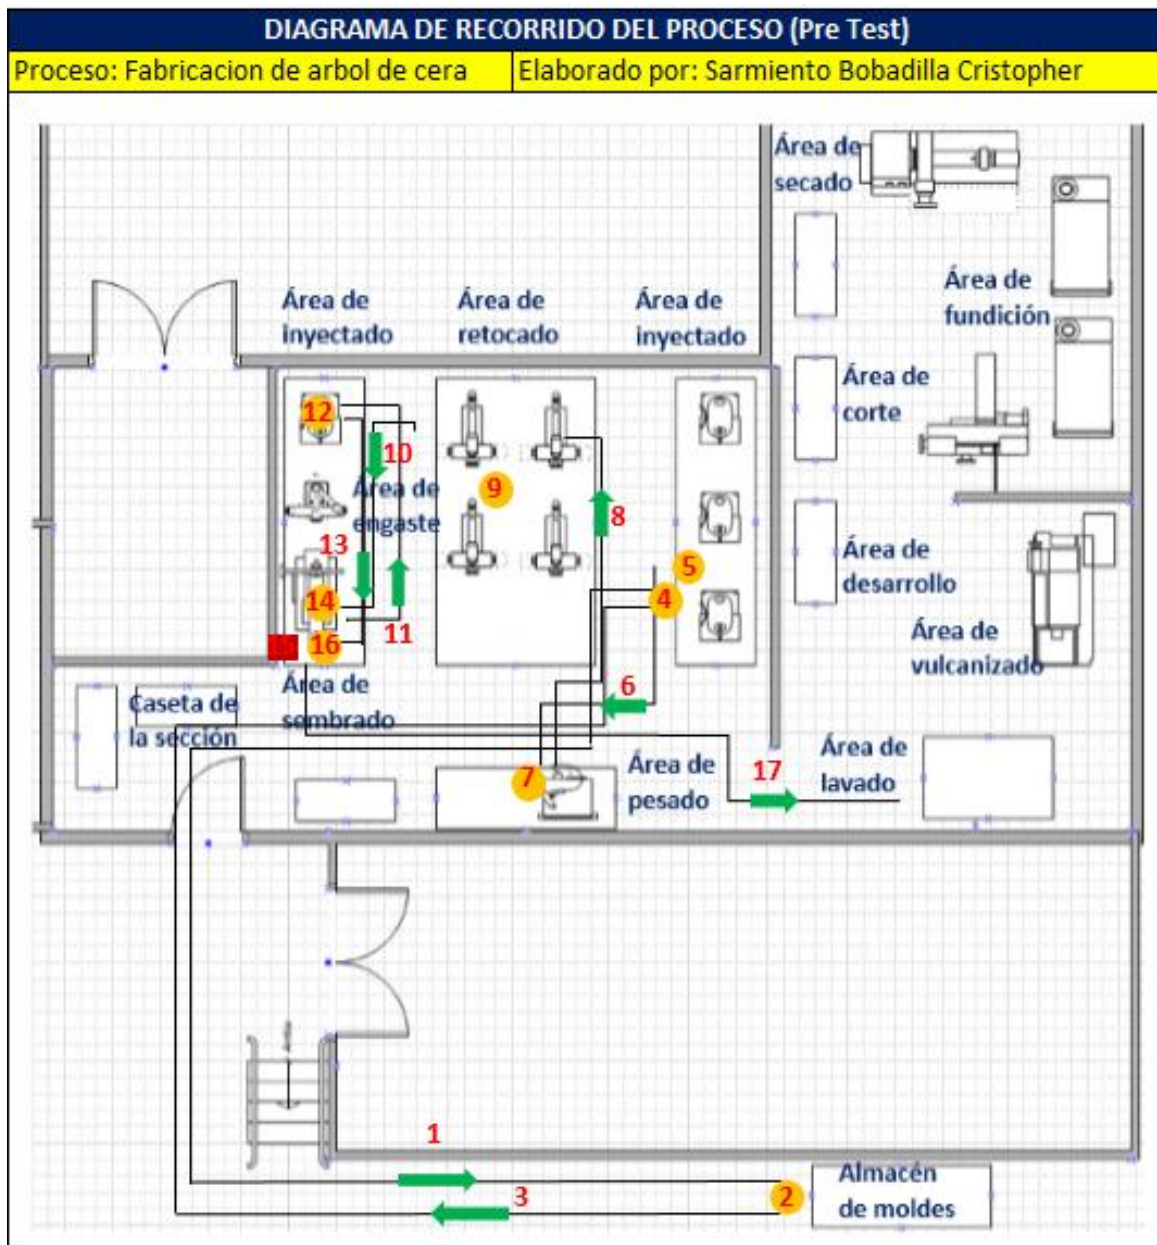 DIAGRAMA DE RECORRIDO DEL PROCESO (Pre Test)
Proceso: Fabricacion de arbol de cera
Elaborado por: Sarmiento Bobadilla Cristopher
Área de
secado
Área de
inyectado
Área de
retocado
Área de
inyectado
Área de
fundición
Área de
corte
12
10
9
Área de
engaste
8
13
5
Área de
desarrollo
14
4
11
16
Área de
vulcanizado
6
Área de
sembrado
Caseta de
la sección
7
Área de
pesado
17
Área de
lavado
1
3
2
Almacén
de moldes